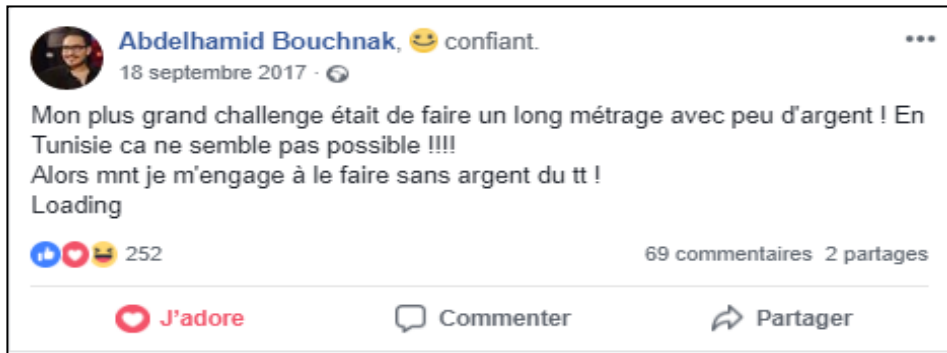 Abdelhamid Bouchnak, 😀 confiant.
18 septembre 2017 ·
Mon plus grand challenge était de faire un long métrage avec peu d'argent ! En
Tunisie ca ne semble pas possible !!!!
Alors mnt je m'engage à le faire sans argent du tt !
Loading
252
69 commentaires 2 partages
J'adore
Commenter
Partager